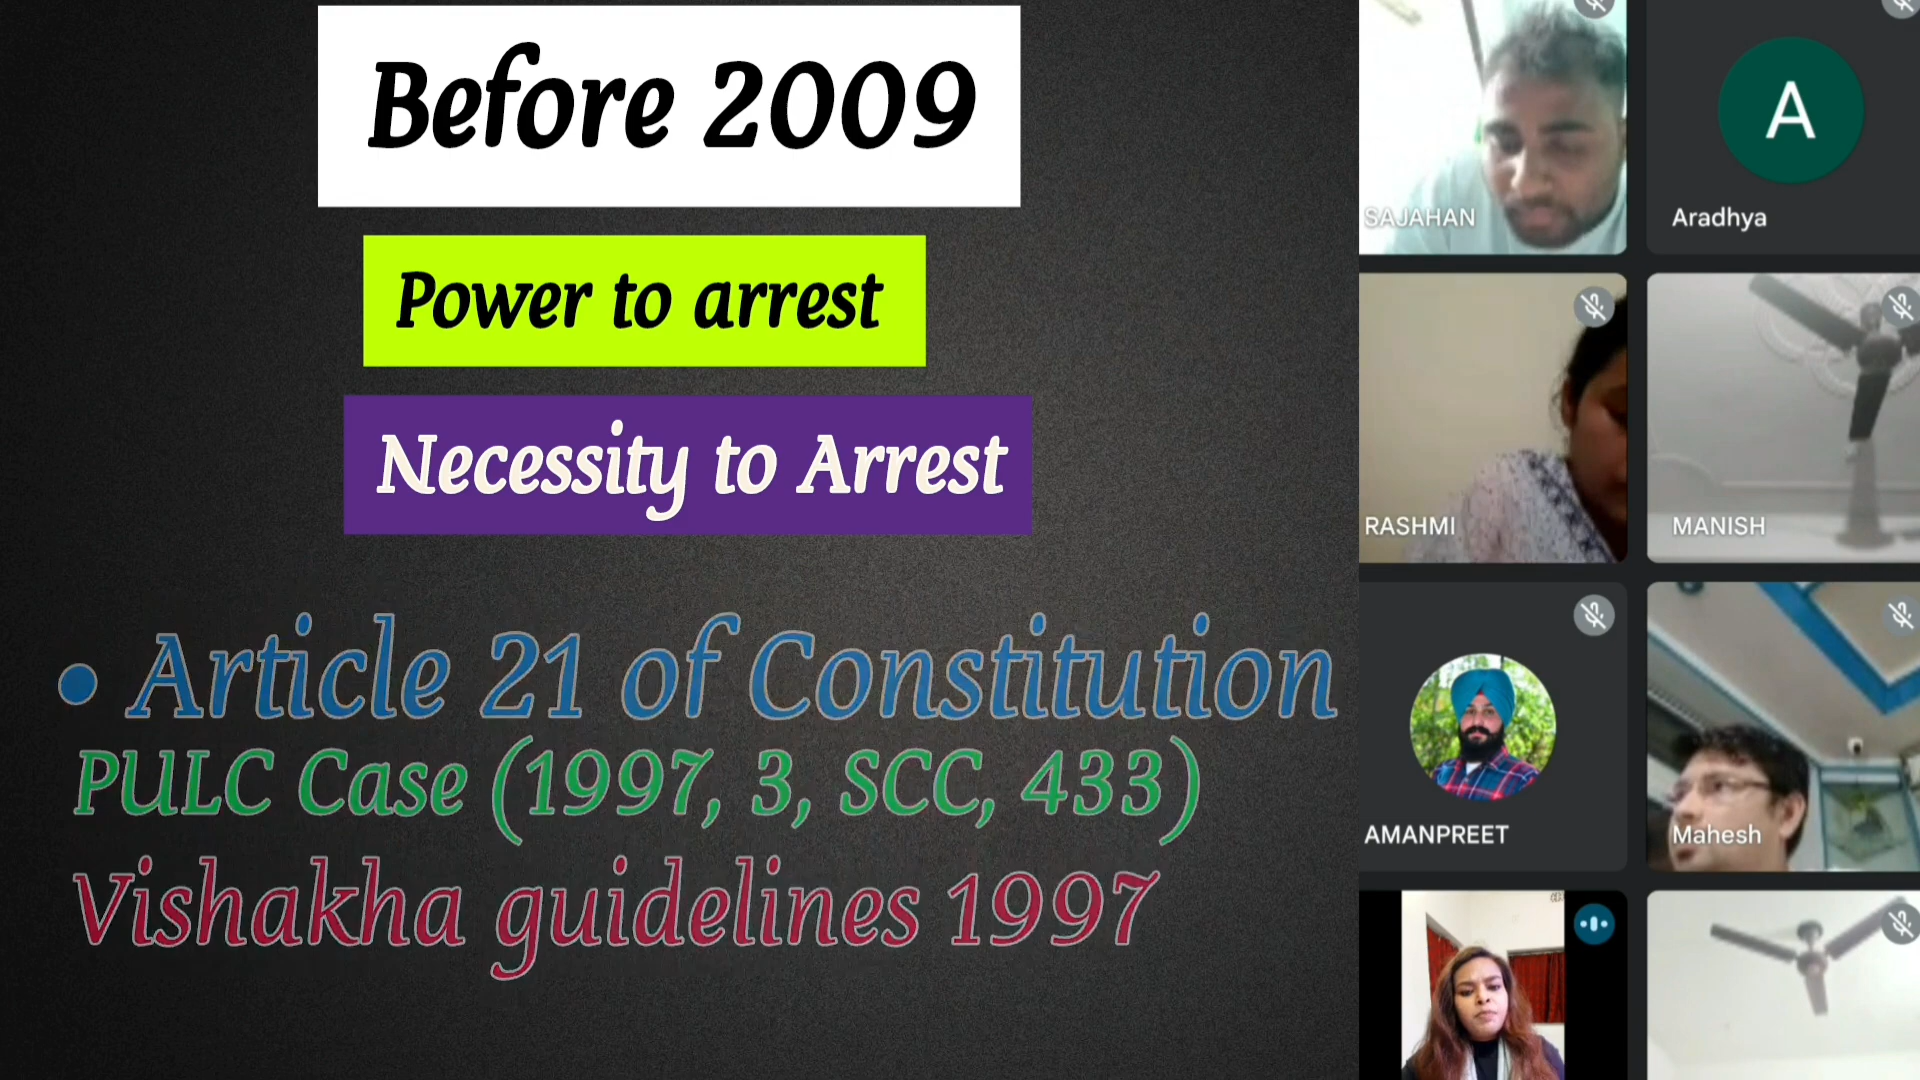 Before 2009
Power to arrest
Necessity to Arrest
• Article 21 of Constitution
PULC Case (1997, 3, SCC, 433)
Vishakha guidelines 1997
SAJAHAN
A
Aradhya
RASHMI
MANISH
AMANPREET
Mahesh